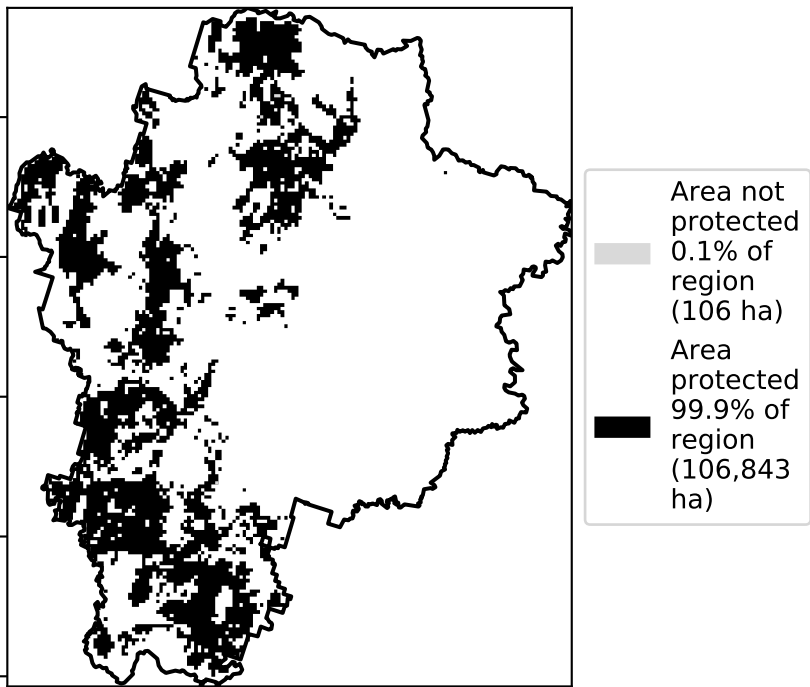 Area not
protected
0.1% of
region
(106 ha)
Area
protected
99.9% of
region
(106,843
ha)